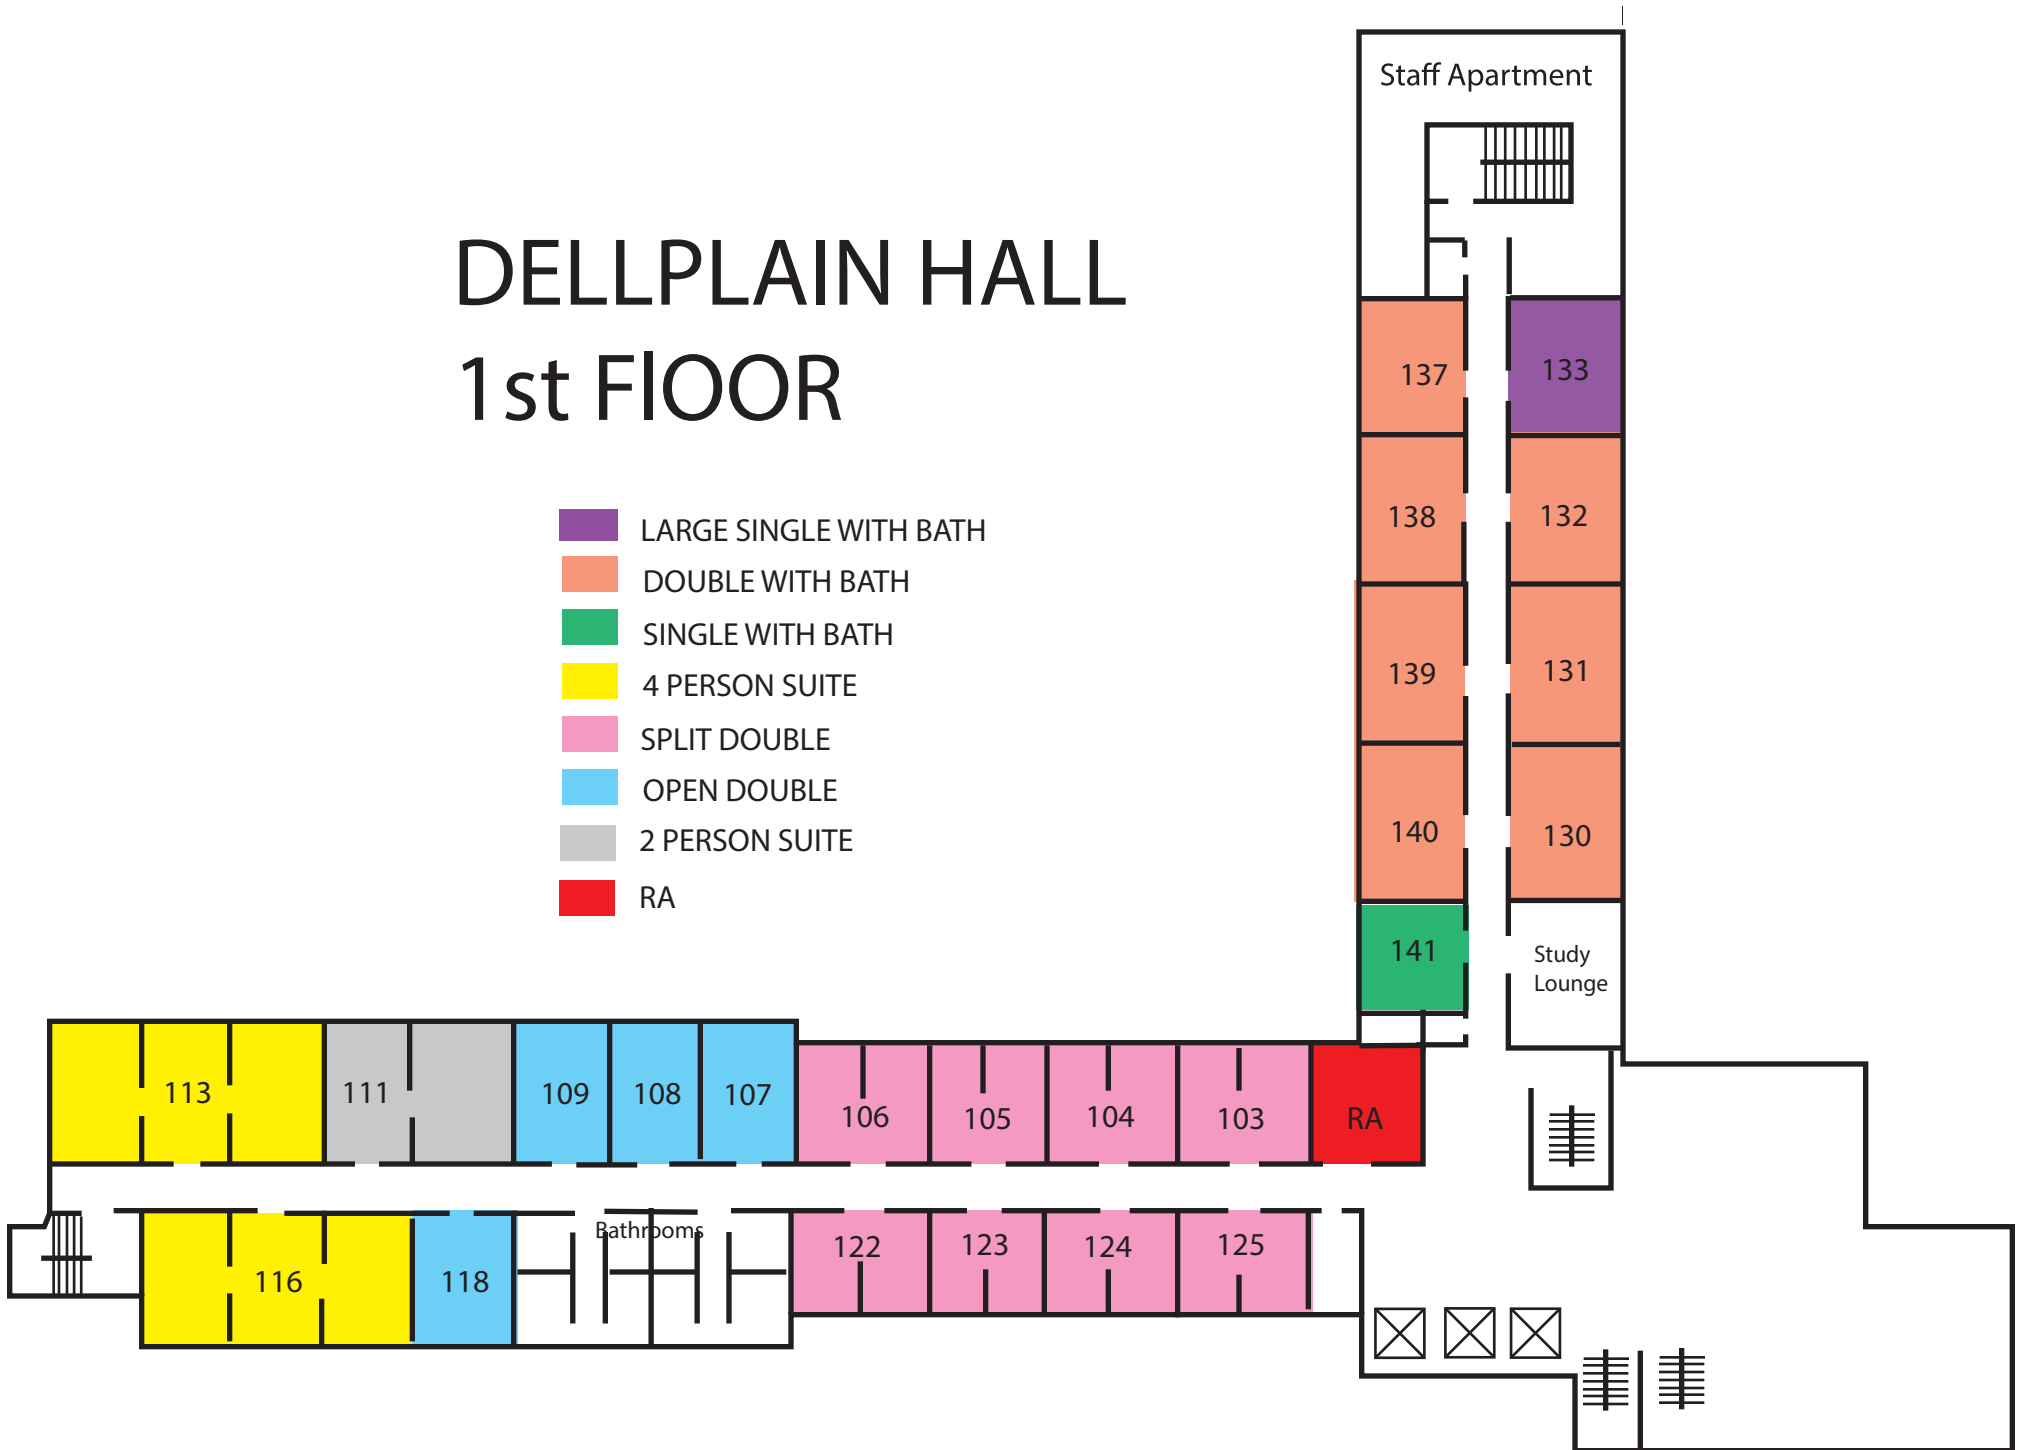 Staff Apartment
DELLPLAIN HALL
1st FlOOR
137
133
LARGE SINGLE WITH BATH
138
132
DOUBLE WITH BATH
SINGLE WITH BATH
139
131
4 PERSON SUITE
SPLIT DOUBLE
OPEN DOUBLE
140
130
2 PERSON SUITE
RA
141
Study
Lounge
113
111
109
108
107
106
105
104
103
RA
Bathrooms
122
123
124
125
116
118